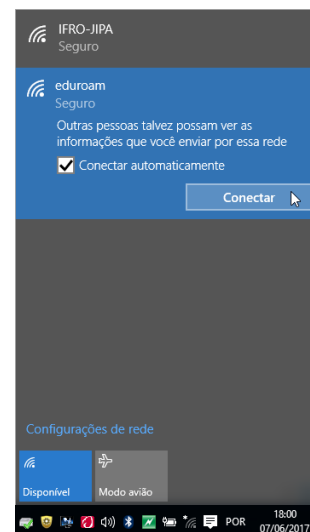 IFRO-JIPA
Seguro
eduroam
Seguro
Outras pessoas talvez possam ver as
informações que você enviar por essa rede
Conectar automaticamente
Conectar
Configurações de rede
Disponível
Modo avião
POR
18:00
07/06/2017